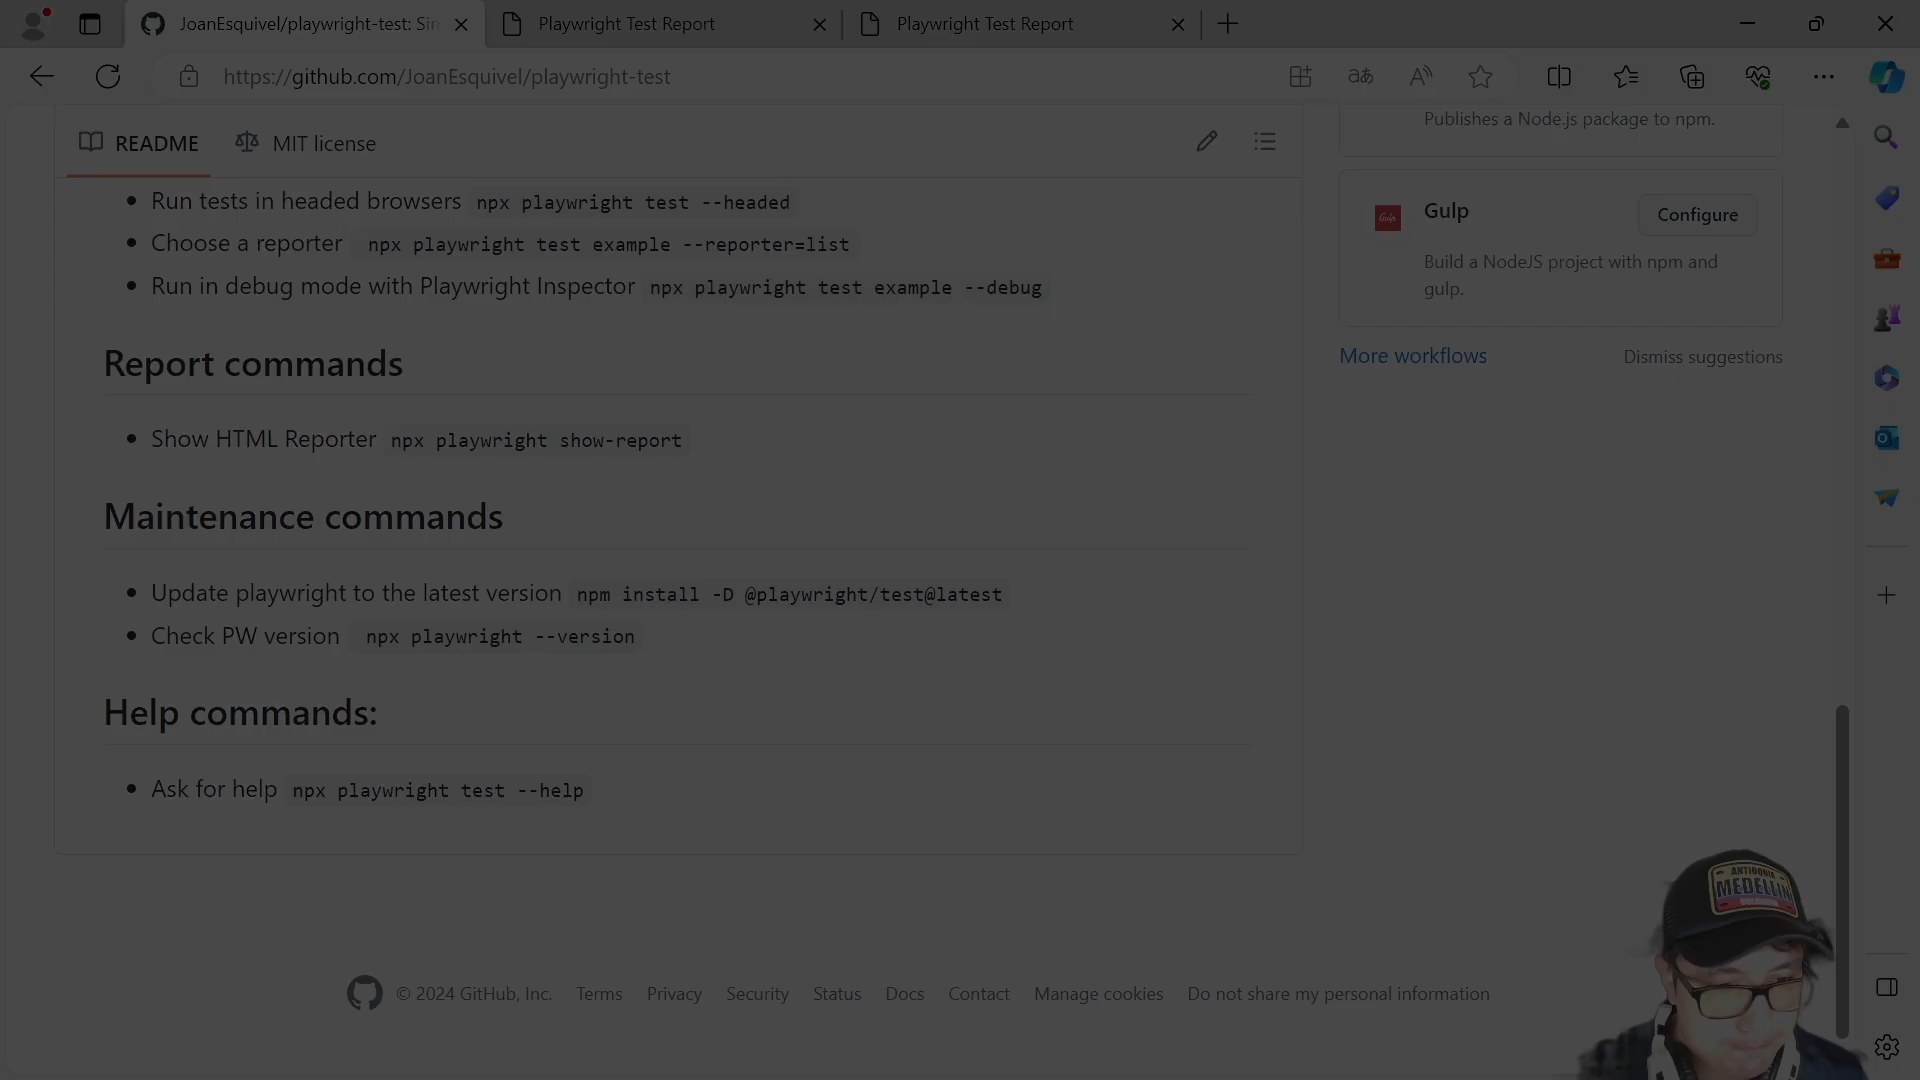 JoanEsquivel/playwright-test: Sin
Playwright Test Report
Playwright Test Report
https://github.com/JoanEsquivel/playwright-test
README
MIT license
Run tests in headed browsers npx playwright test --headed
Choose a reporter npx playwright test example --reporter=list
Run in debug mode with Playwright Inspector npx playwright test example --debug
Report commands
Show HTML Reporter npx playwright show-report
Maintenance commands
Update playwright to the latest version npm install -D @playwright/test@latest
Check PW version npx playwright --version
Help commands:
Ask for help npx playwright test --help
Publishes a Node.js package to npm.
Gulp
Gulp
Configure
Build a NodeJS project with npm and
gulp.
More workflows
Dismiss suggestions
© 2024 GitHub, Inc. Terms Privacy Security Status Docs Contact Manage cookies Do not share my personal information
ANTIOQUIA
MEDELLIN
COLOMBIA